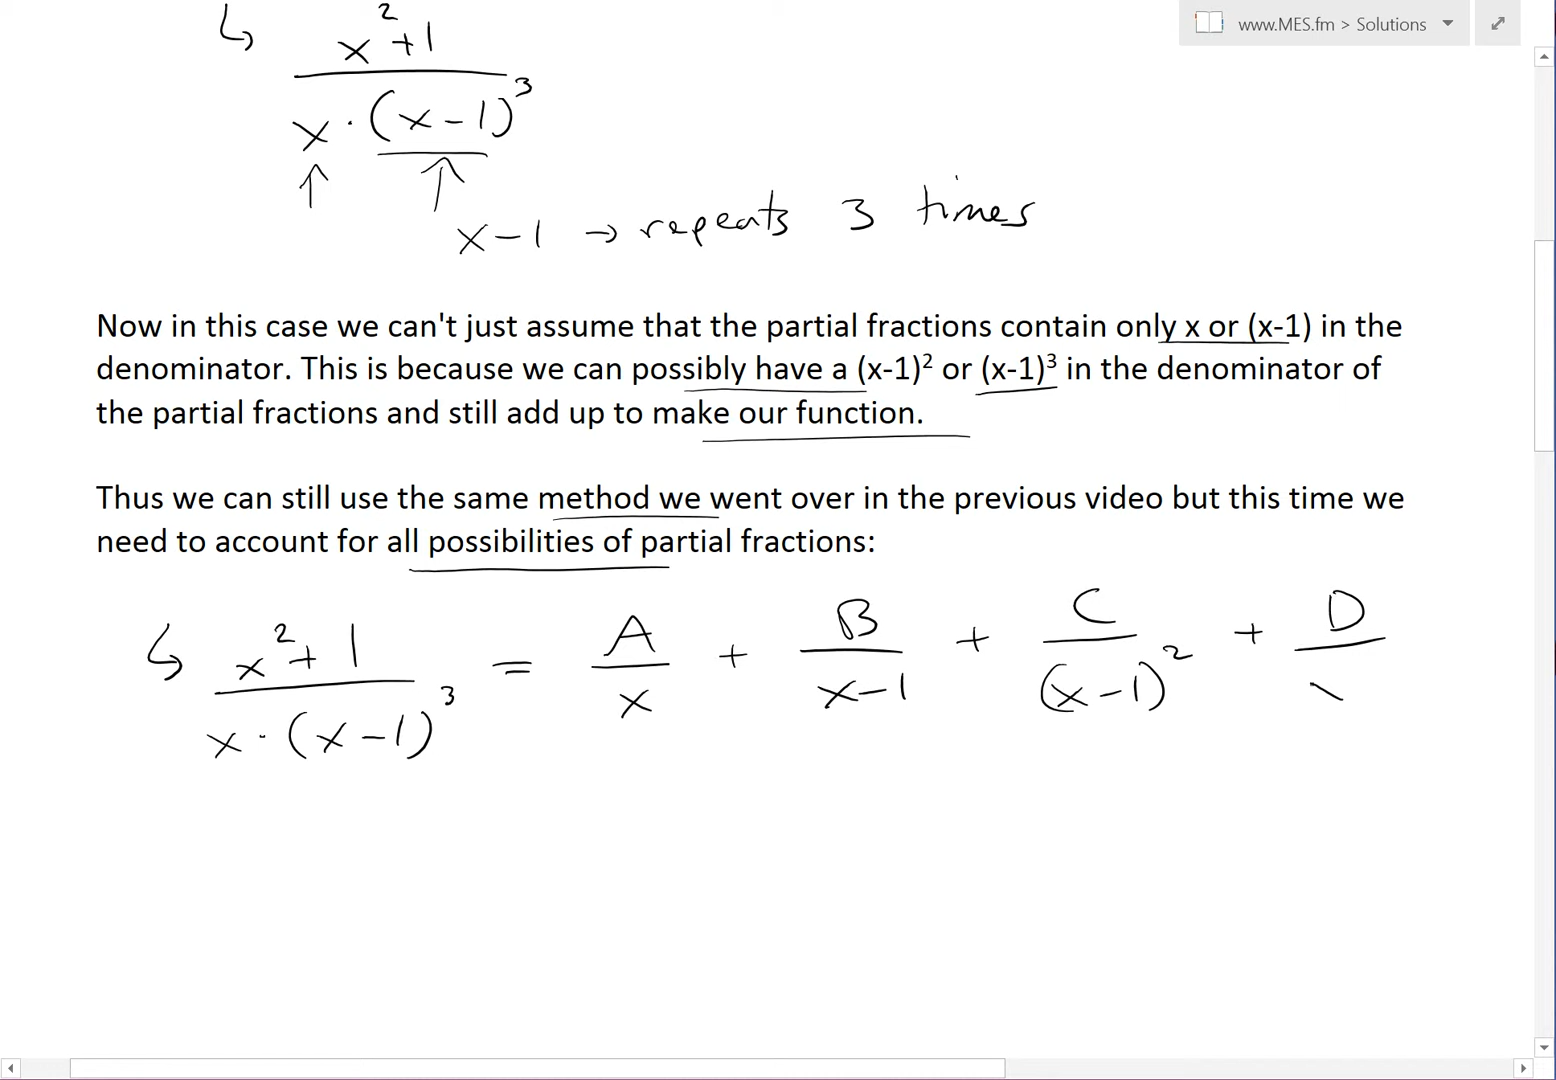 www.MES.fm > Solutions
↳ x² + 1
x · (x - 1)³
x - 1 → repeats 3 times
Now in this case we can't just assume that the partial fractions contain only x or (x-1) in the
denominator. This is because we can possibly have a (x-1)² or (x-1)³ in the denominator of
the partial fractions and still add up to make our function.
Thus we can still use the same method we went over in the previous video but this time we
need to account for all possibilities of partial fractions:
↳ x² + 1 = A + B + C + D
x · (x - 1)³ x x - 1 (x - 1)²